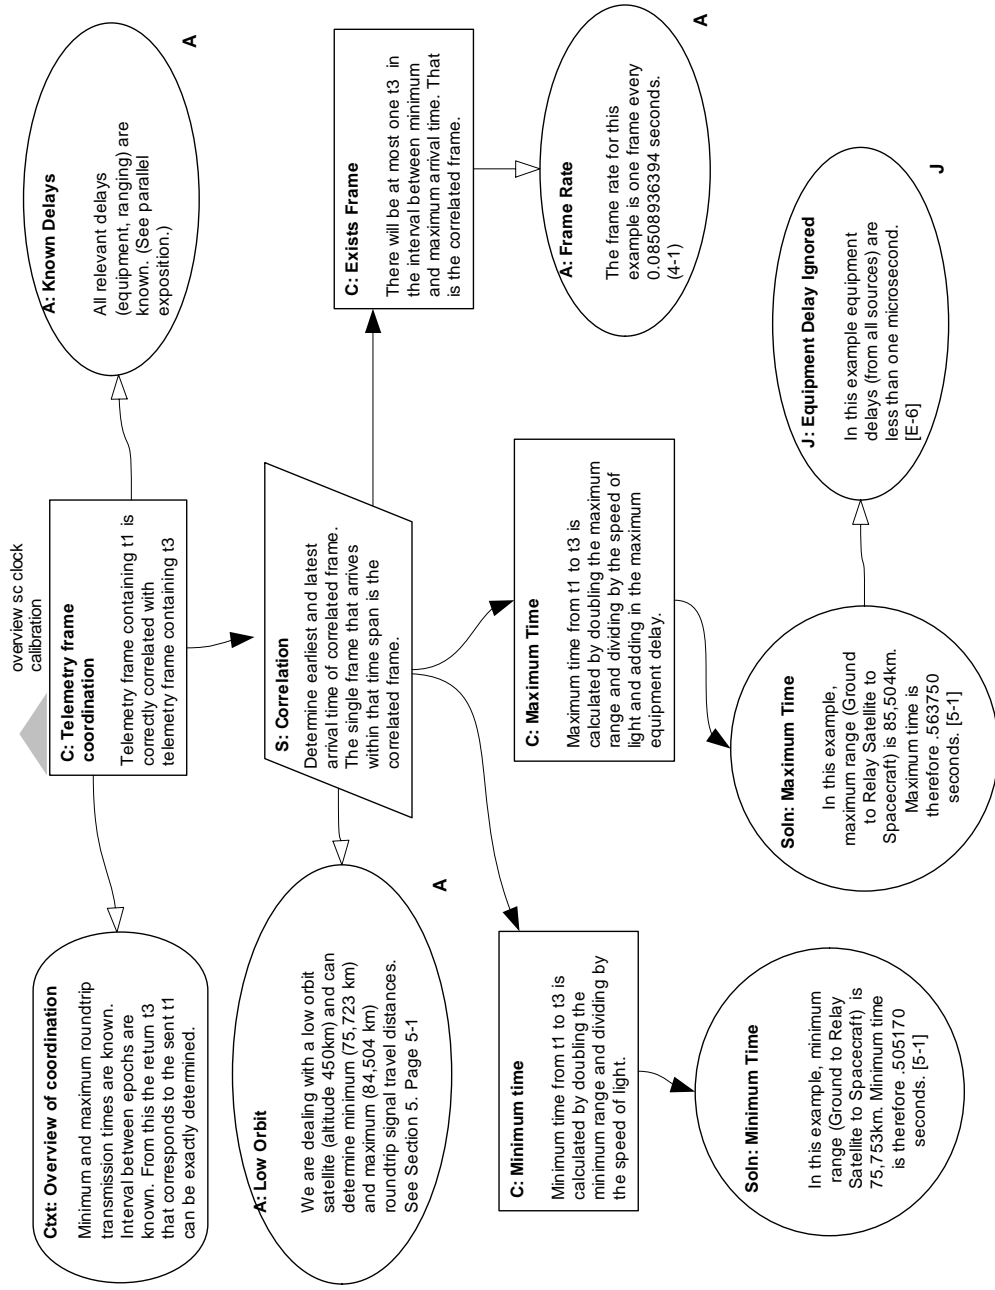 overview sc clock
calibration
C: Telemetry frame
coordination
Telemetry frame containing t1 is
correctly correlated with
telemetry frame containing t3
Ctxt: Overview of coordination
Minimum and maximum roundtrip
transmission times are known.
Interval between epochs are
known. From this the return t3
that corresponds to the sent t1
can be exactly determined.
A: Known Delays
All relevant delays
(equipment, ranging) are
known. (See parallel
exposition.)
A
A: Low Orbit
We are dealing with a low orbit
satellite (altitude 450km) and can
determine minimum (75,723 km)
and maximum (84,504 km)
roundtrip signal travel distances.
See Section 5. Page 5-1
A
S: Correlation
Determine earliest and latest
arrival time of correlated frame.
The single frame that arrives
within that time span is the
correlated frame.
C: Exists Frame
There will be at most one t3 in
the interval between minimum
and maximum arrival time. That
is the correlated frame.
A: Frame Rate
The frame rate for this
example is one frame every
0.08508936394 seconds.
(4-1)
A
C: Minimum time
Minimum time from t1 to t3 is
calculated by doubling the
minimum range and dividing by
the speed of light.
C: Maximum Time
Maximum time from t1 to t3 is
calculated by doubling the maximum
range and dividing by the speed of
light and adding in the maximum
equipment delay.
Soln: Minimum Time
In this example, minimum
range (Ground to Relay
Satellite to Spacecraft) is
75,753km. Minimum time
is therefore .505170
seconds. [5-1]
Soln: Maximum Time
In this example,
maximum range (Ground
to Relay Satellite to
Spacecraft) is 85,504km.
Maximum time is
therefore .563750
seconds. [5-1]
J: Equipment Delay Ignored
In this example equipment
delays (from all sources) are
less than one microsecond.
[E-6]
J